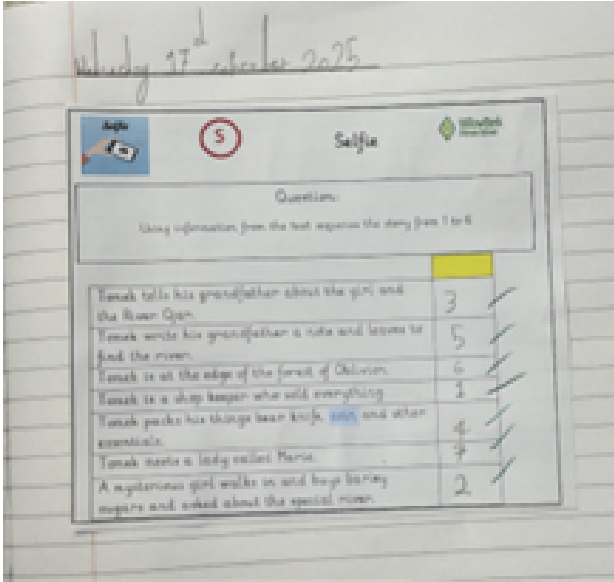 17 2025
Selfie
S
Selfie
Question:
Using information from the text sequence the story from 1 to 6
Tomek tells his grandfather about the girl and
the River Qjar. 3
Tomek write his grandfather a note and leaves to
find the river. 5
Tomek is at the edge of the forest of Oblivion. 6
Tomek is a shop keeper who sold everything 1
Tomek packs his things bear knife and other
essentials. 4
Tomek meets a lady called Marie. 7
A mysterious girl walks in and buys barley
sugars and asked about the special river. 2